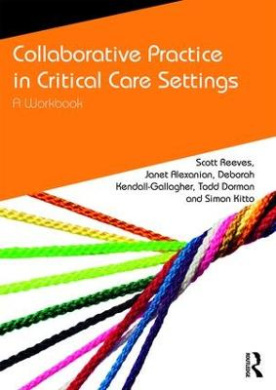 Collaborative Practice
in Critical Care Settings
A Workbook
Scott Reeves,
Janet Alexanian, Deborah
Kendall-Gallagher, Todd Dorman
and Simon Kitto
Routledge